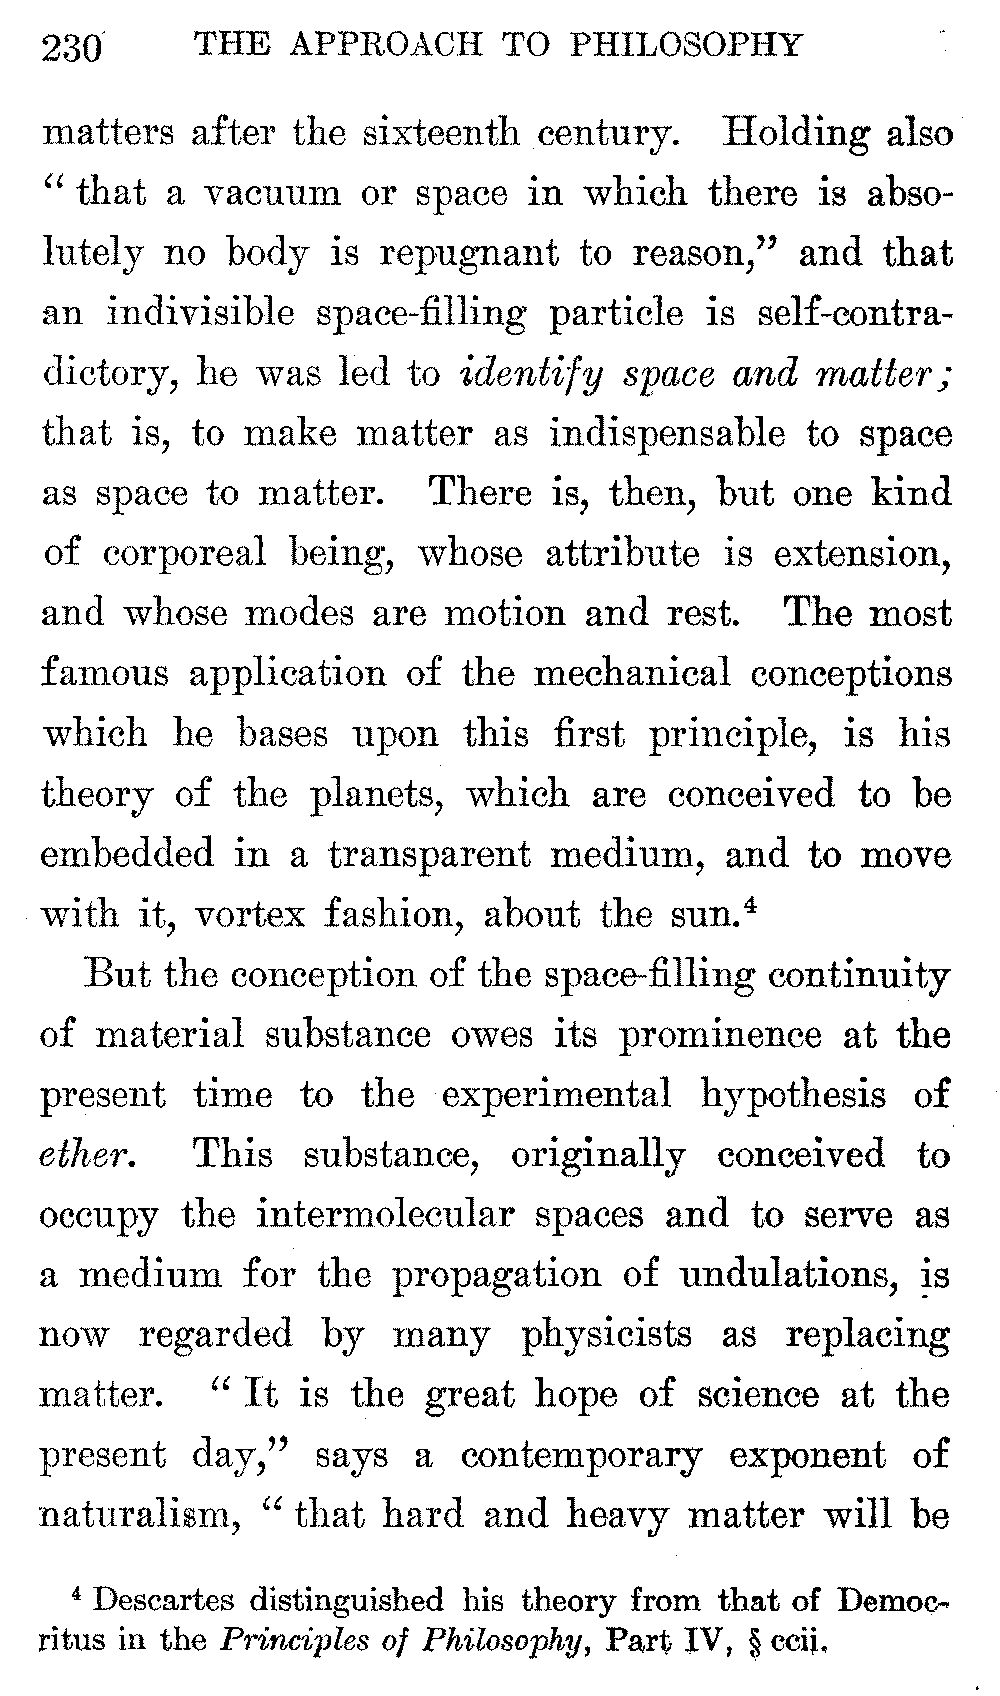 230 THE APPROACH TO PHILOSOPHY
matters after the sixteenth century. Holding also
“ that a vacuum or space in which there is abso-
lutely no body is repugnant to reason,” and that
an indivisible space-filling particle is self-contra-
dictory, he was led to identify space and matter;
that is, to make matter as indispensable to space
as space to matter. There is, then, but one kind
of corporeal being, whose attribute is extension,
and whose modes are motion and rest. The most
famous application of the mechanical conceptions
which he bases upon this first principle, is his
theory of the planets, which are conceived to be
embedded in a transparent medium, and to move
with it, vortex fashion, about the sun.⁴
But the conception of the space-filling continuity
of material substance owes its prominence at the
present time to the experimental hypothesis of
ether. This substance, originally conceived to
occupy the intermolecular spaces and to serve as
a medium for the propagation of undulations, is
now regarded by many physicists as replacing
matter. “ It is the great hope of science at the
present day,” says a contemporary exponent of
naturalism, “ that hard and heavy matter will be
⁴ Descartes distinguished his theory from that of Democ-
ritus in the Principles of Philosophy, Part IV, § ccii.